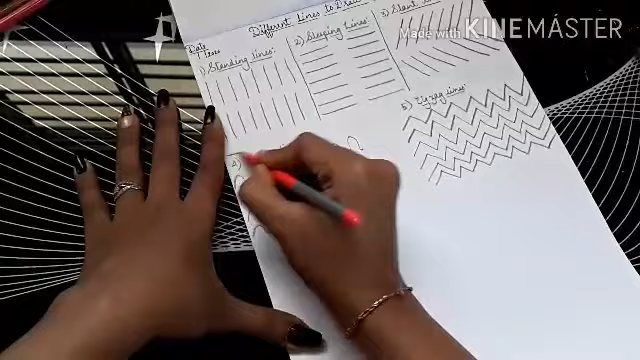 Made with KINEMASTER
Different Lines to Draw
Date
1) Standing lines:
2) Sleeping Lines:
3) Slant
5) Zig zag lines:
4)